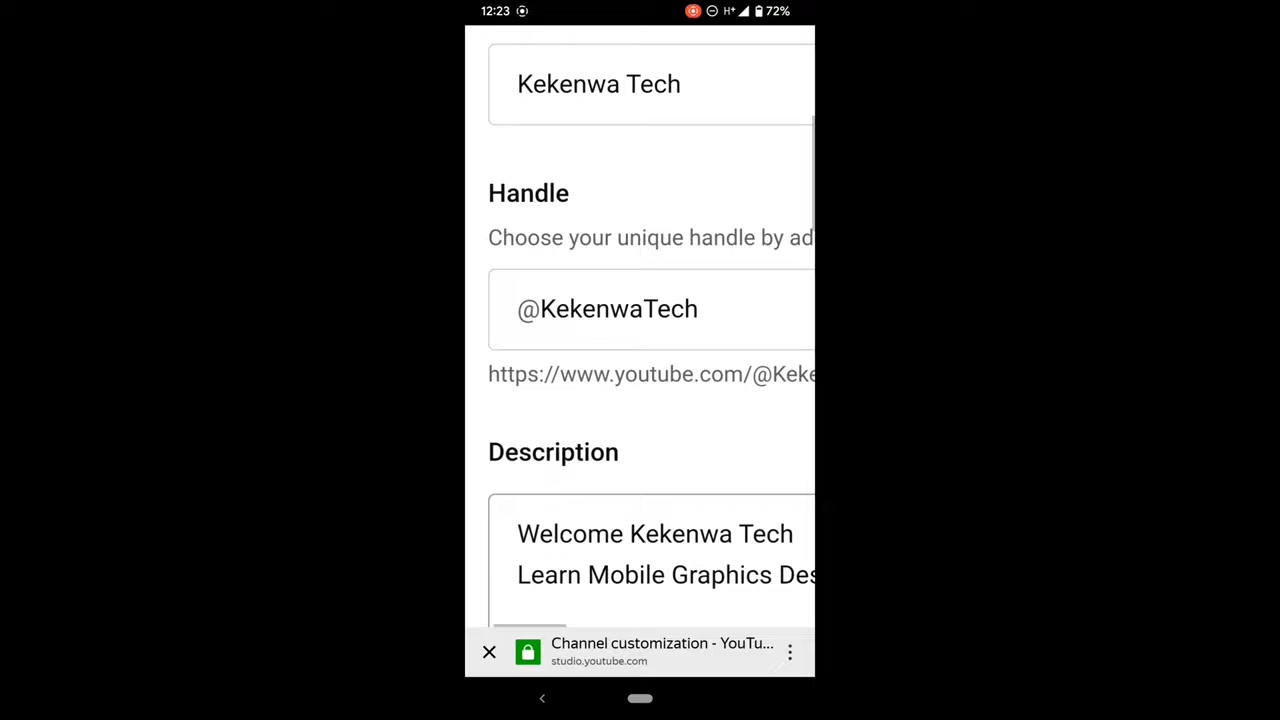 12:23 H+ 72%
Kekenwa Tech
Handle
Choose your unique handle by ad
@KekenwaTech
https://www.youtube.com/@Keke
Description
Welcome Kekenwa Tech
Learn Mobile Graphics Des
Channel customization - YouTu...
studio.youtube.com